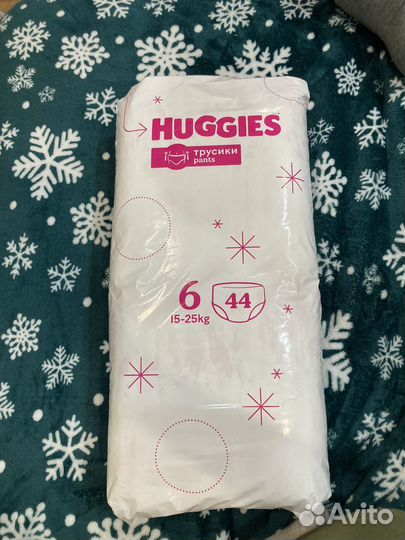 HUGGIES
трусики
pants
6 44
15-25kg
Avito